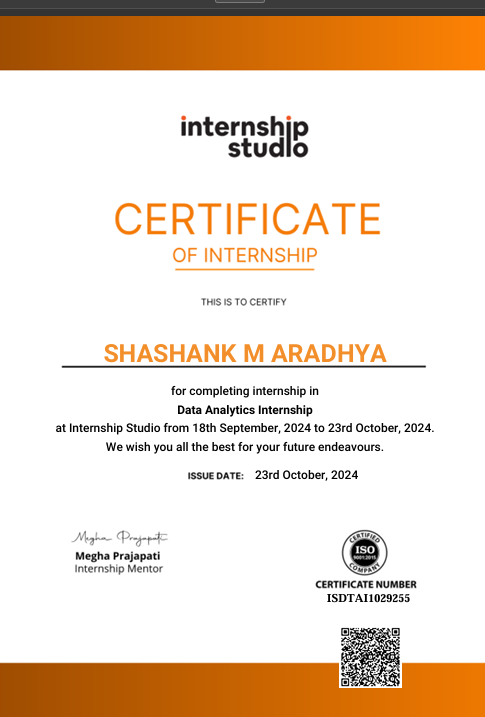 internship
studio
CERTIFICATE
OF INTERNSHIP
THIS IS TO CERTIFY
SHASHANK M ARADHYA
for completing internship in
Data Analytics Internship
at Internship Studio from 18th September, 2024 to 23rd October, 2024.
We wish you all the best for your future endeavours.
ISSUE DATE: 23rd October, 2024
Megha Prajapati
Megha Prajapati
Internship Mentor
CERTIFIED
ISO
9001:2015
COMPANY
CERTIFICATE NUMBER
ISDTAI1029255